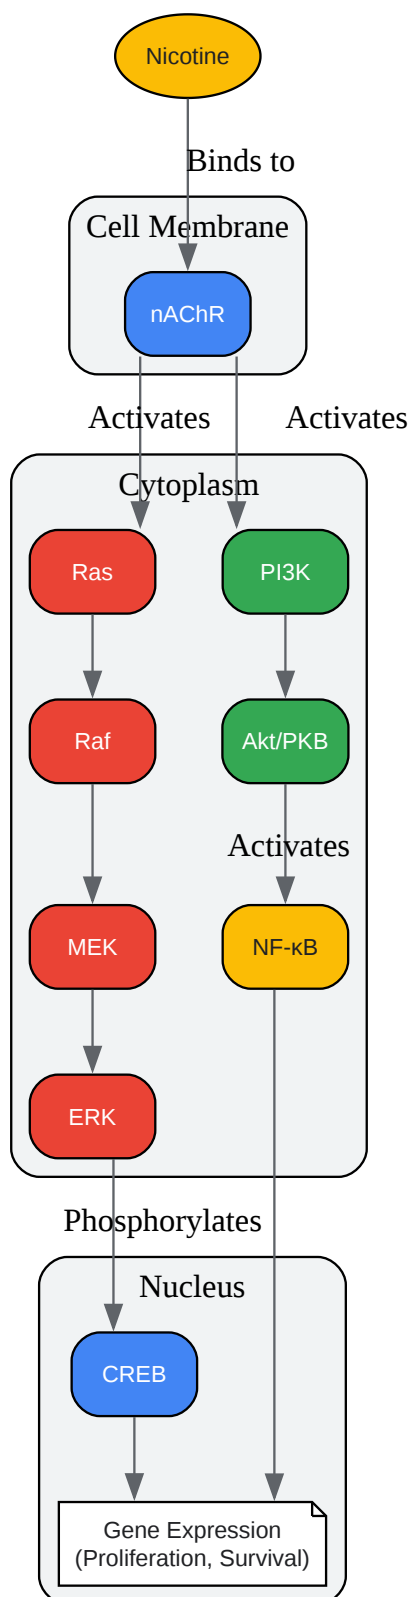 Nicotine
Binds to
Cell Membrane
nAChR
Activates
Activates
Cytoplasm
Ras
PI3K
Raf
Akt/PKB
Activates
MEK
NF-κB
ERK
Phosphorylates
Nucleus
CREB
Gene Expression
(Proliferation, Survival)